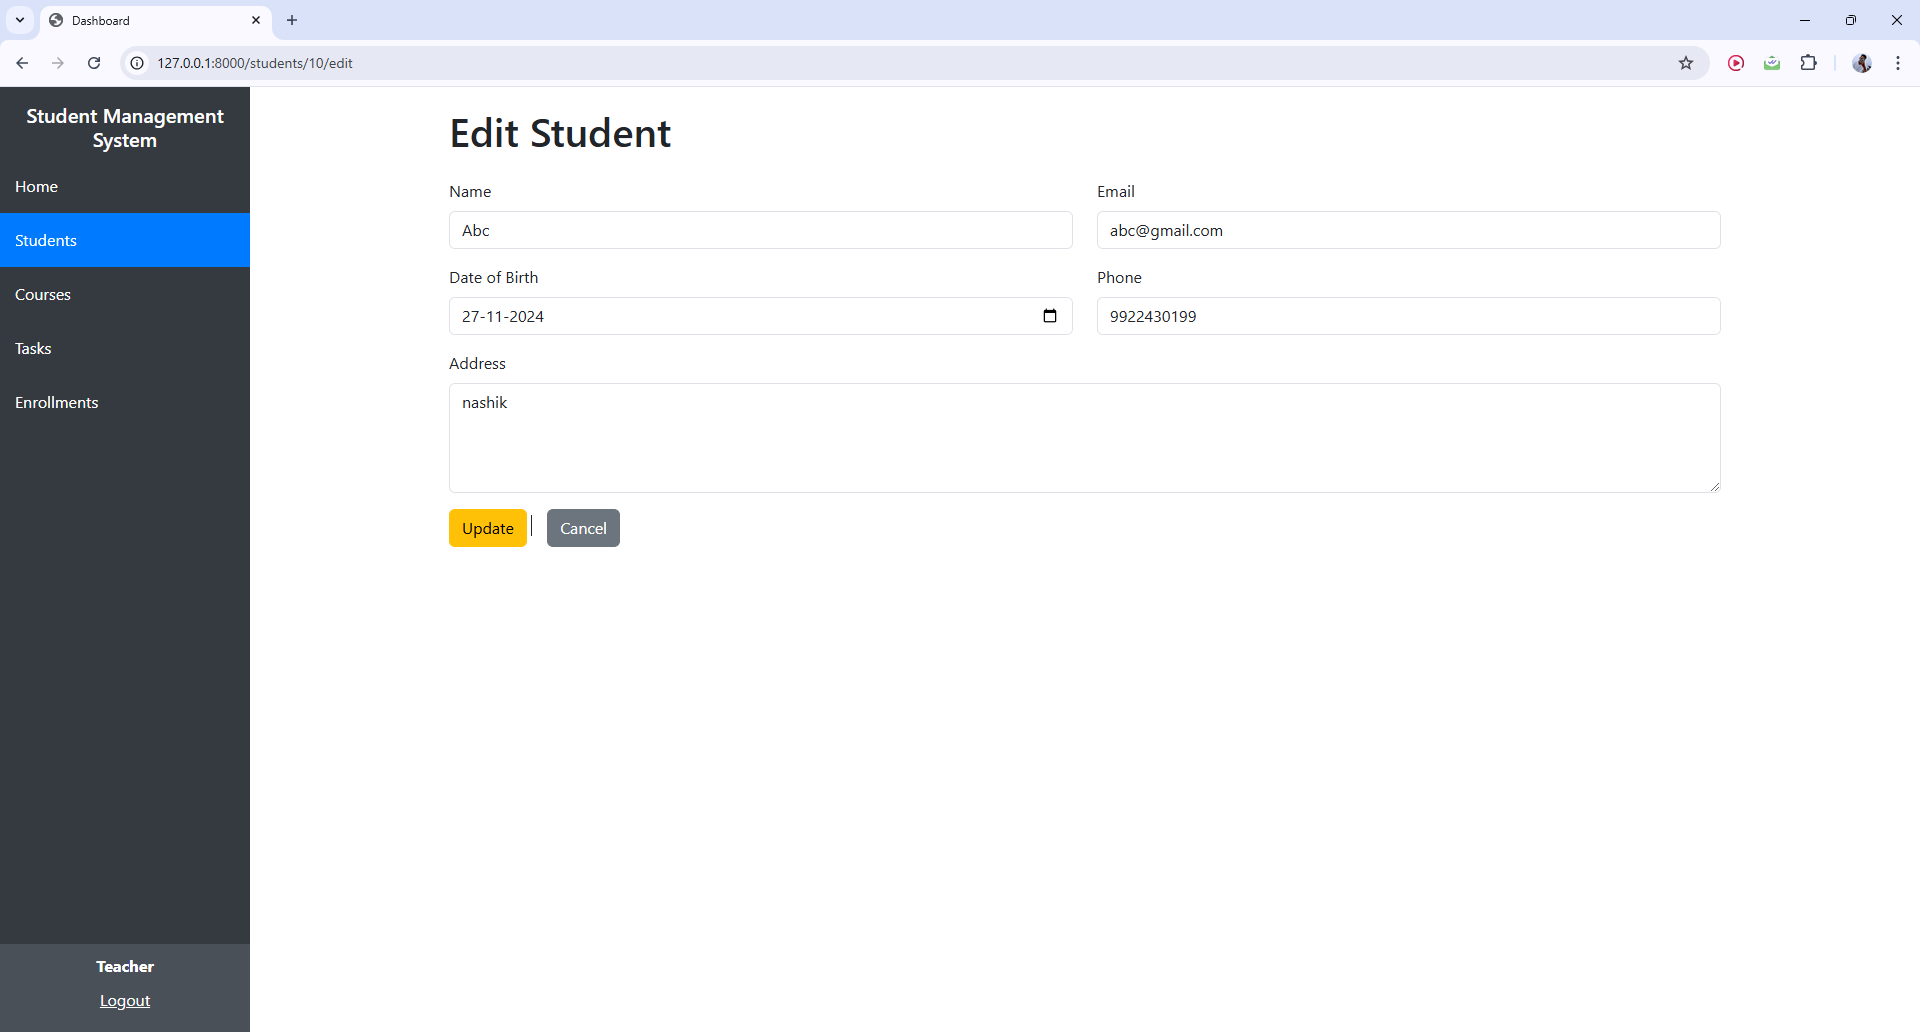 Dashboard
127.0.0.1:8000/students/10/edit
Student Management
System
Home
Students
Courses
Tasks
Enrollments
Teacher
Logout
Edit Student
Name
Abc
Email
abc@gmail.com
Date of Birth
27-11-2024
Phone
9922430199
Address
nashik
Update
Cancel